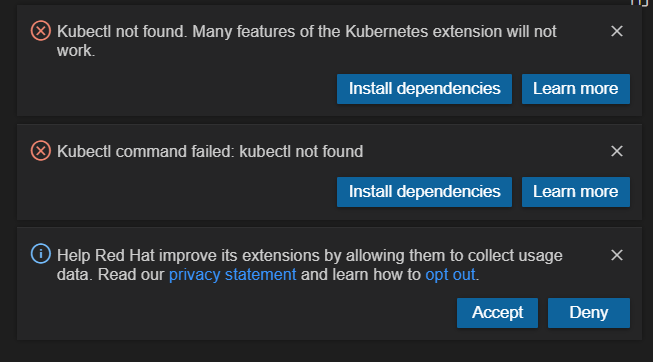 Kubectl not found. Many features of the Kubernetes extension will not
work.
Install dependencies
Learn more
Kubectl command failed: kubectl not found
Install dependencies
Learn more
Help Red Hat improve its extensions by allowing them to collect usage
data. Read our privacy statement and learn how to opt out.
Accept
Deny